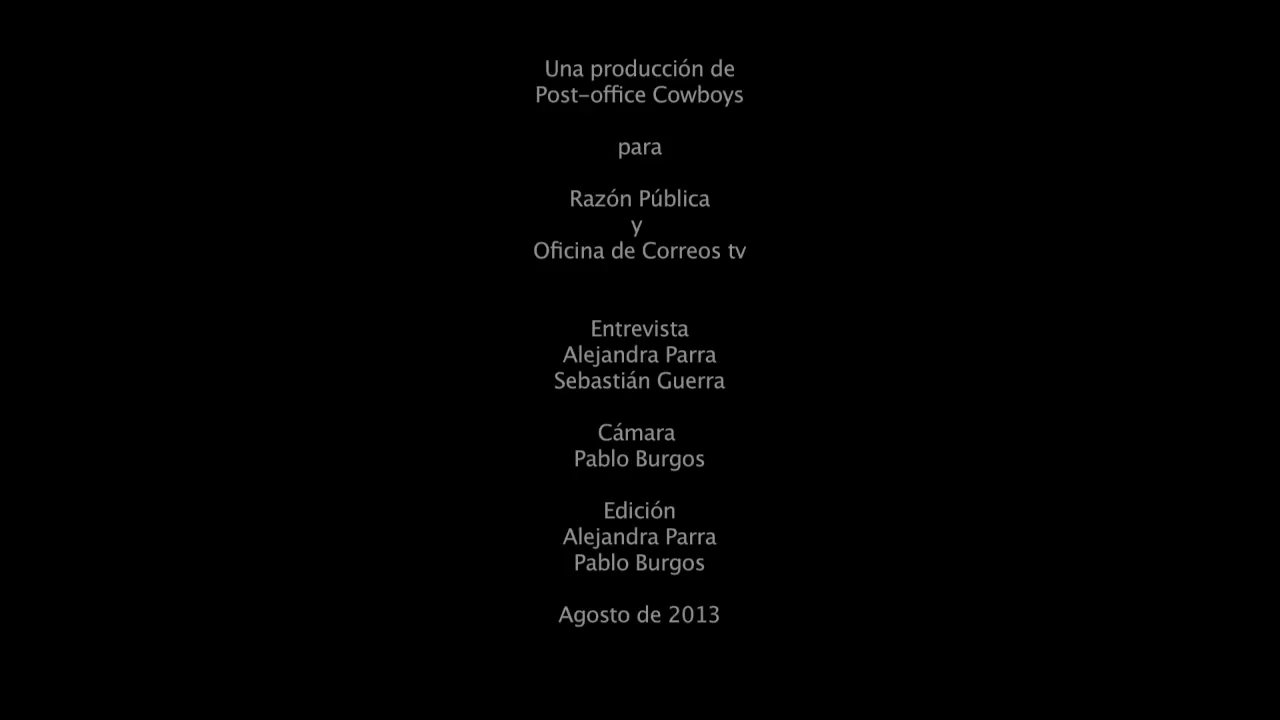 Una producción de
Post-office Cowboys
para
Razón Pública
y
Oficina de Correos tv
Entrevista
Alejandra Parra
Sebastián Guerra
Cámara
Pablo Burgos
Edición
Alejandra Parra
Pablo Burgos
Agosto de 2013